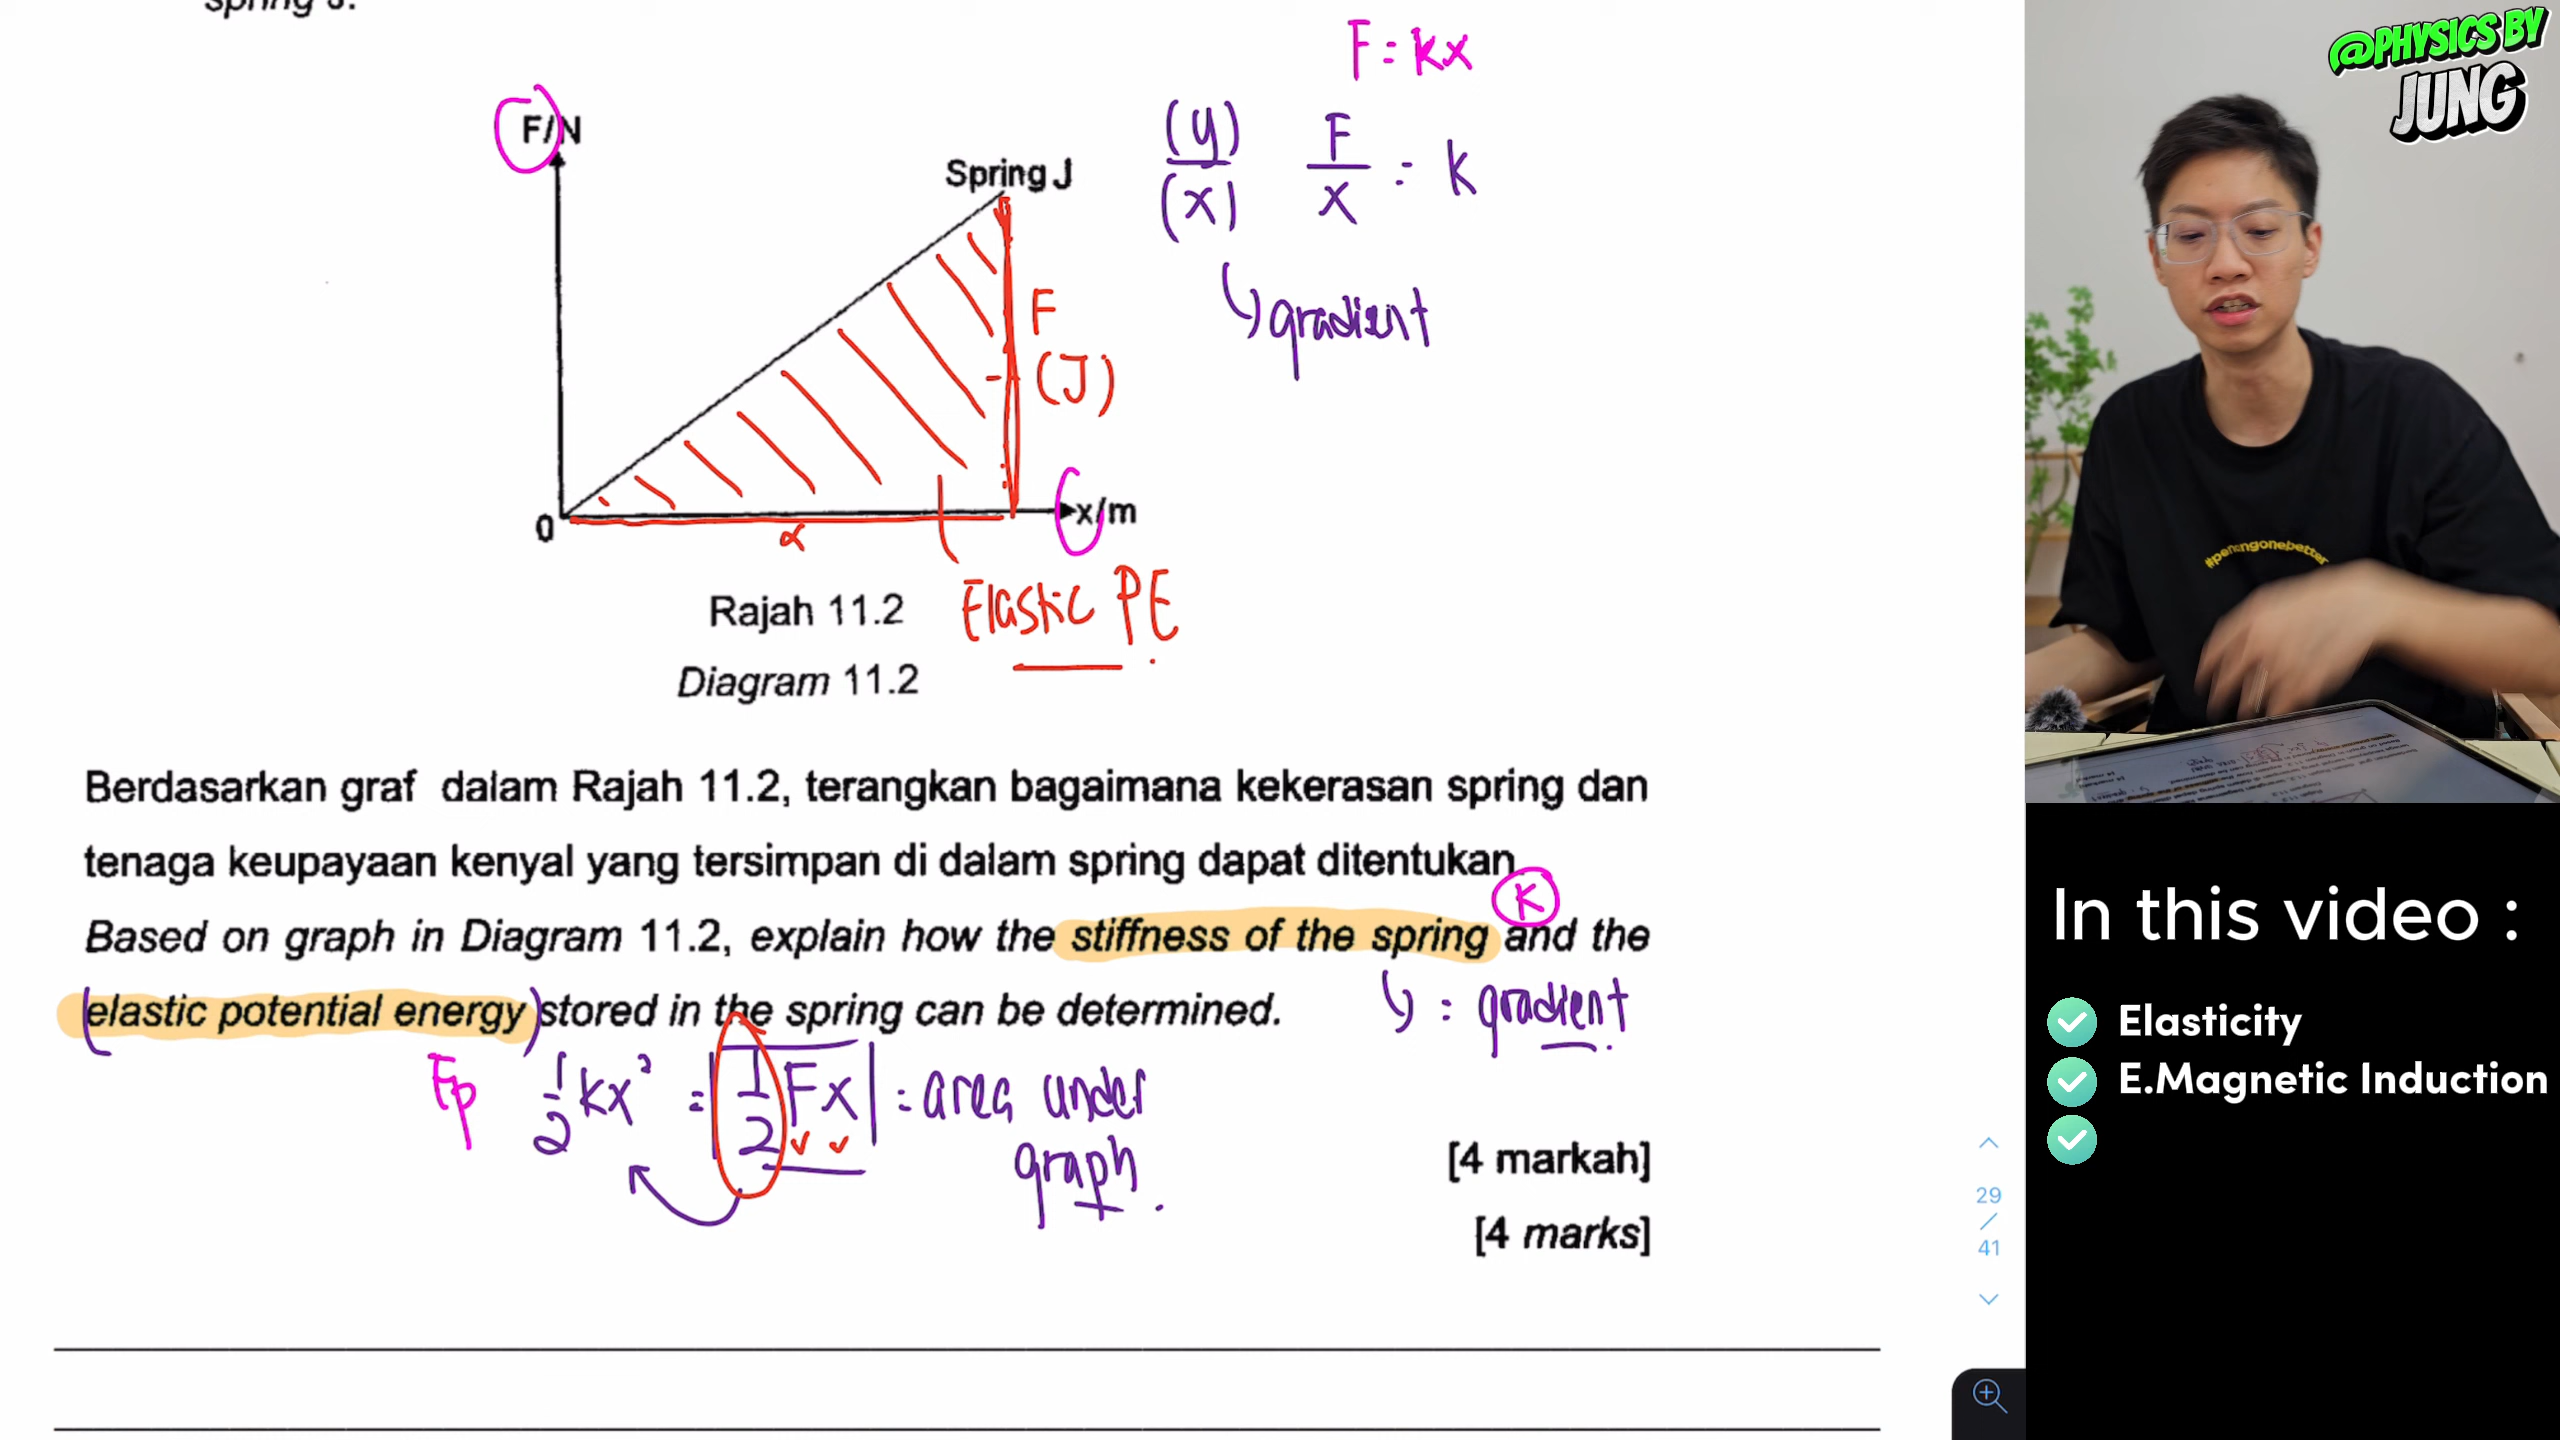 spring J.
F = kx
F/N
(y)
(x)
F
x
= k
Spring J
gradient
F
(J)
0
x
x/m
Rajah 11.2
Elastic PE
Diagram 11.2
Berdasarkan graf dalam Rajah 11.2, terangkan bagaimana kekerasan spring dan
tenaga keupayaan kenyal yang tersimpan di dalam spring dapat ditentukan
K
Based on graph in Diagram 11.2, explain how the stiffness of the spring and the
(elastic potential energy) stored in the spring can be determined.
= gradient
Ep 1/2 kx² = 1/2 Fx = area under
graph.
[4 markah]
[4 marks]
29
/
41
@PHYSICS BY
JUNG
#penangonebetter
In this video :
Elasticity
E.Magnetic Induction